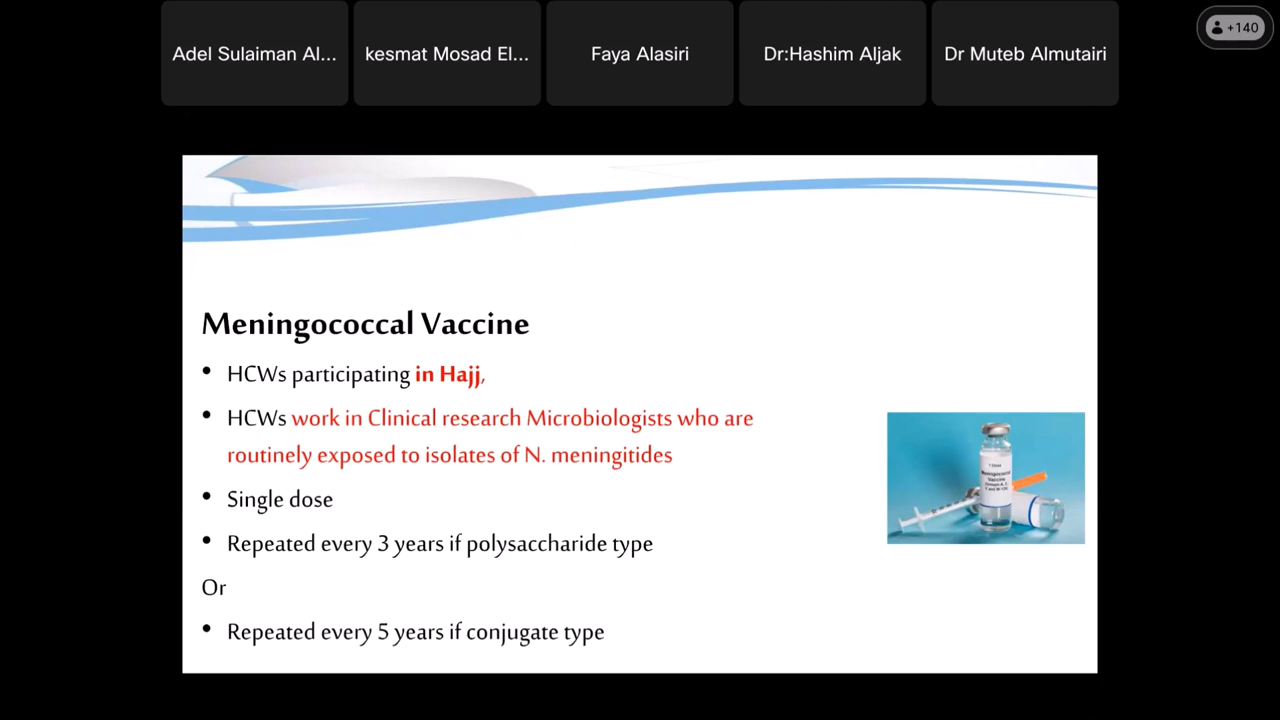 Adel Sulaiman Al...
kesmat Mosad El...
Faya Alasiri
Dr:Hashim Aljak
Dr Muteb Almutairi
+140
Meningococcal Vaccine
• HCWs participating in Hajj,
• HCWs work in Clinical research Microbiologists who are
routinely exposed to isolates of N. meningitides
• Single dose
• Repeated every 3 years if polysaccharide type
Or
• Repeated every 5 years if conjugate type
Meningococcal
Vaccine